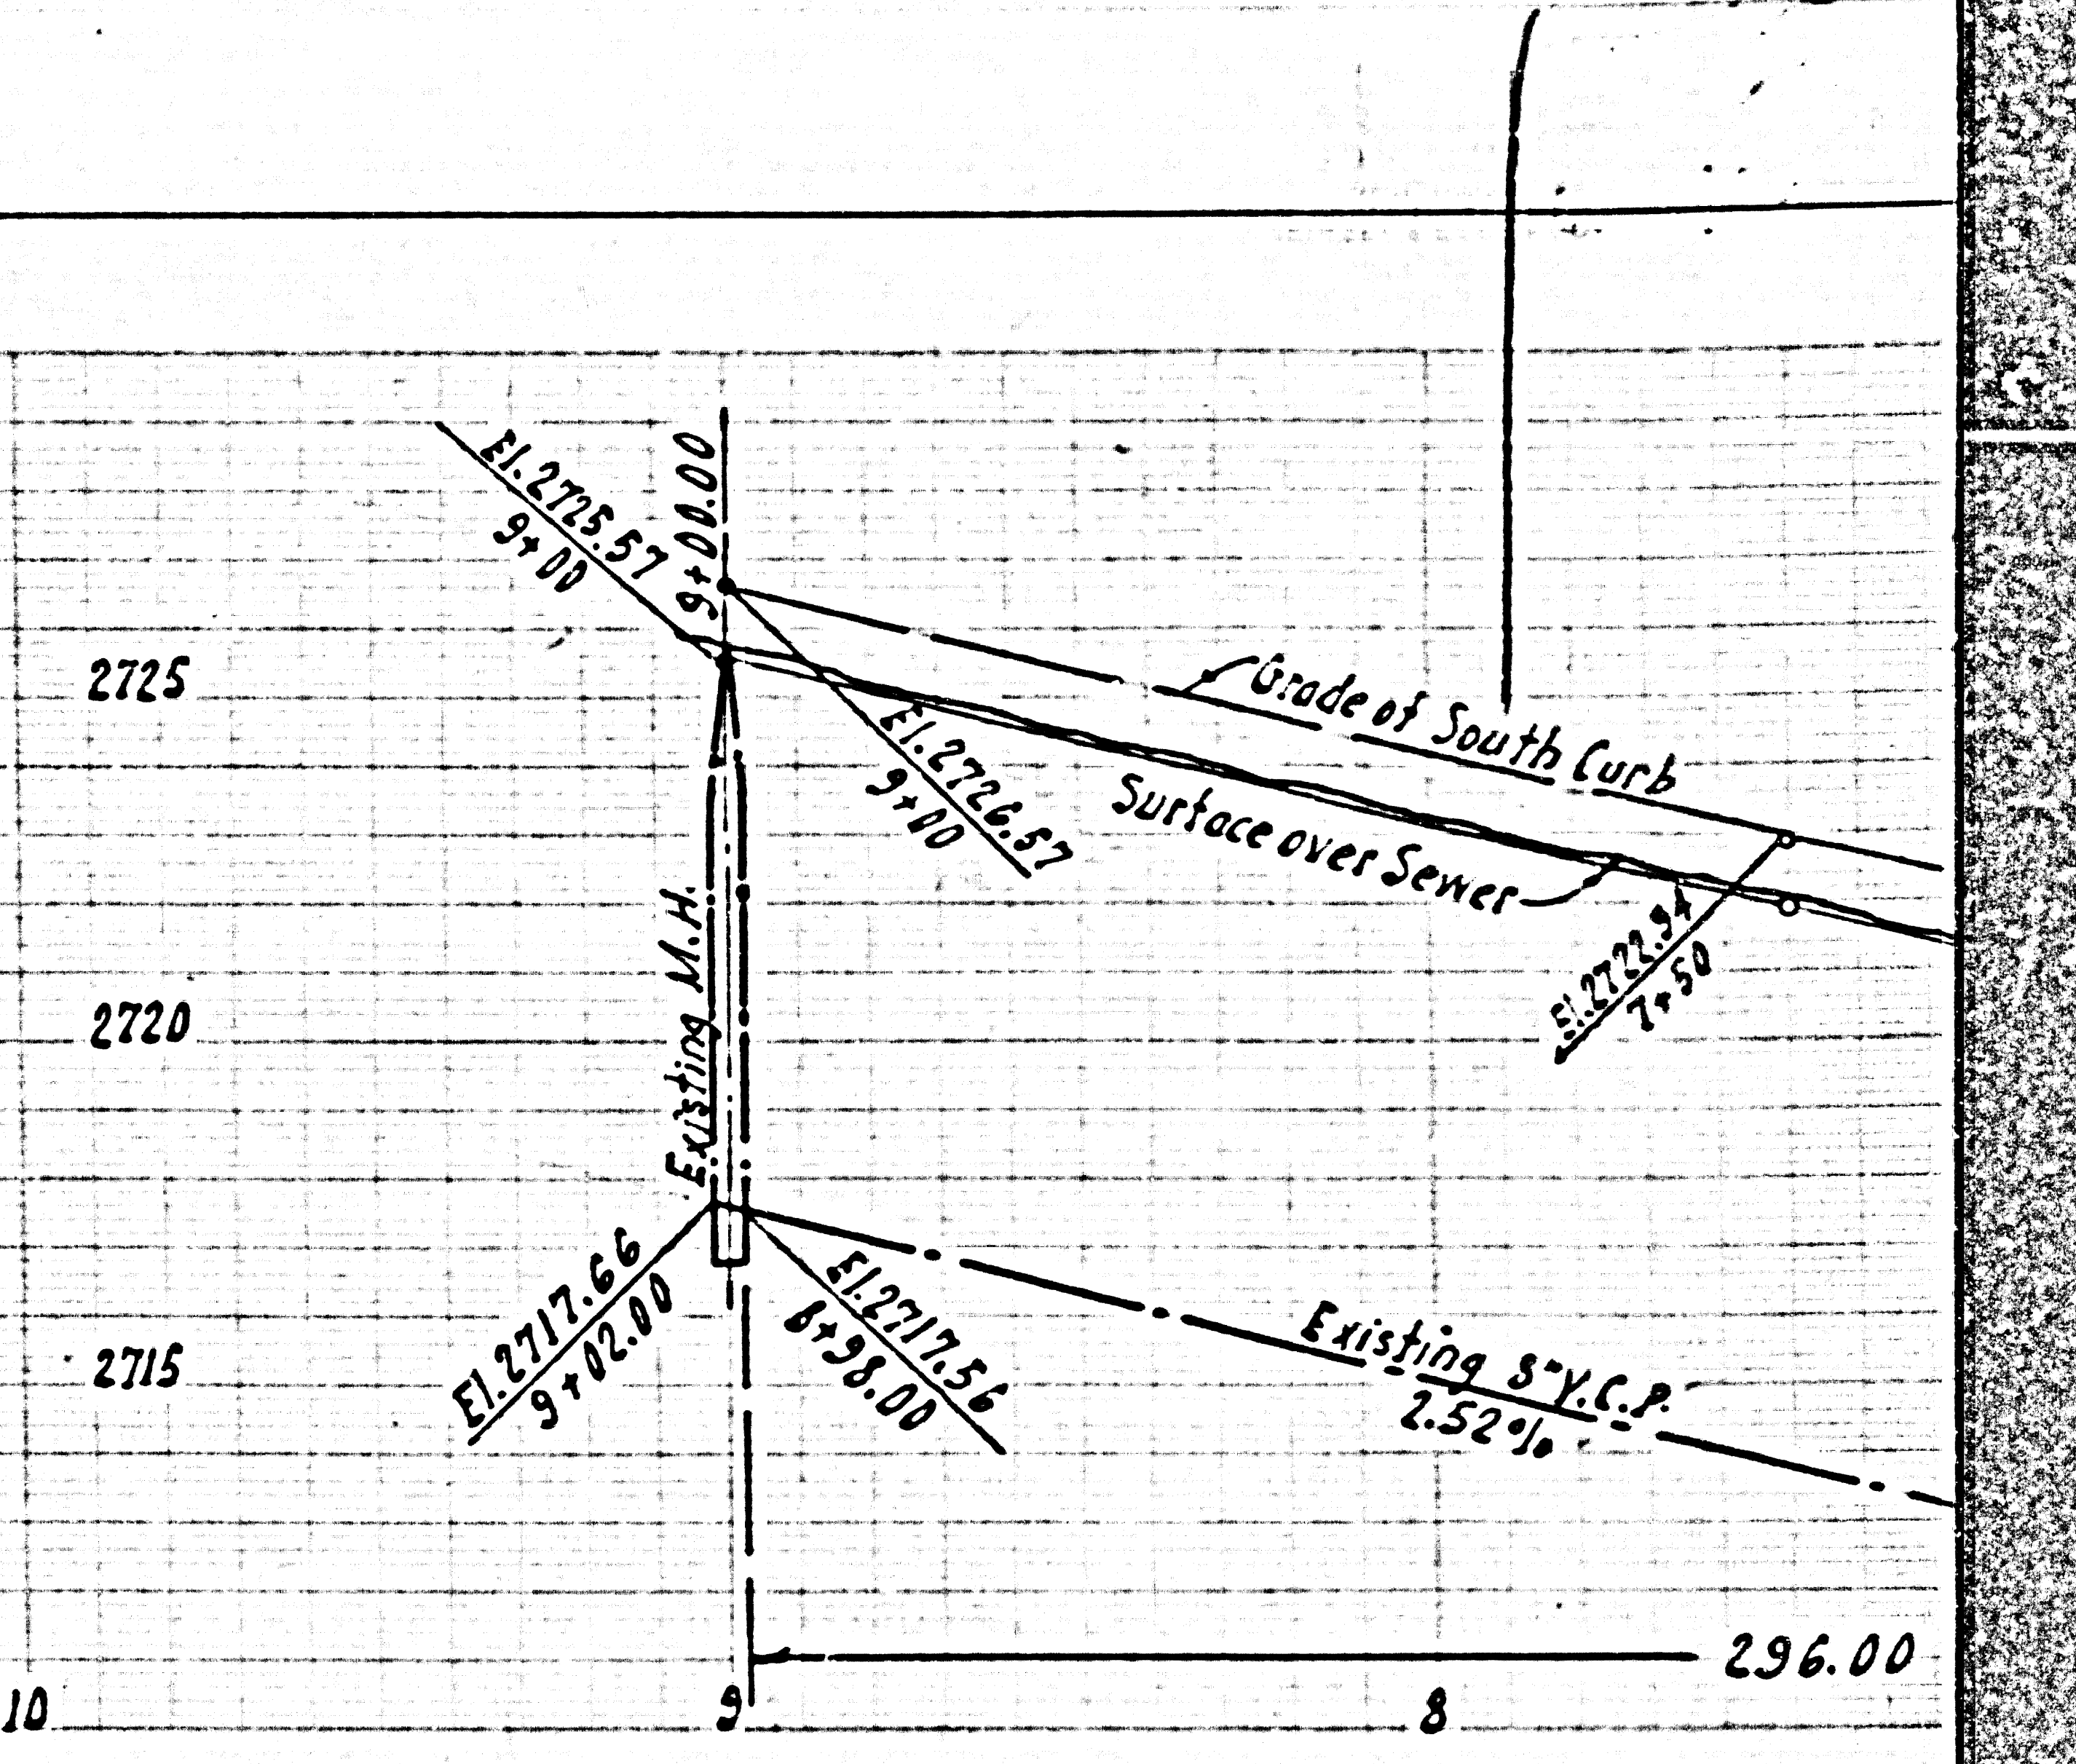 El.2725.57
9+00
9+00.00
2725
Grade of South Curb
El.2726.57
9+00
Surface over Sewer
El.2722.94
7+50
Existing M.H.
2720
El.2717.66
9+02.00
El.2717.56
8+98.00
2715
Existing 8" V.C.P.
2.52%
296.00
10
9
8